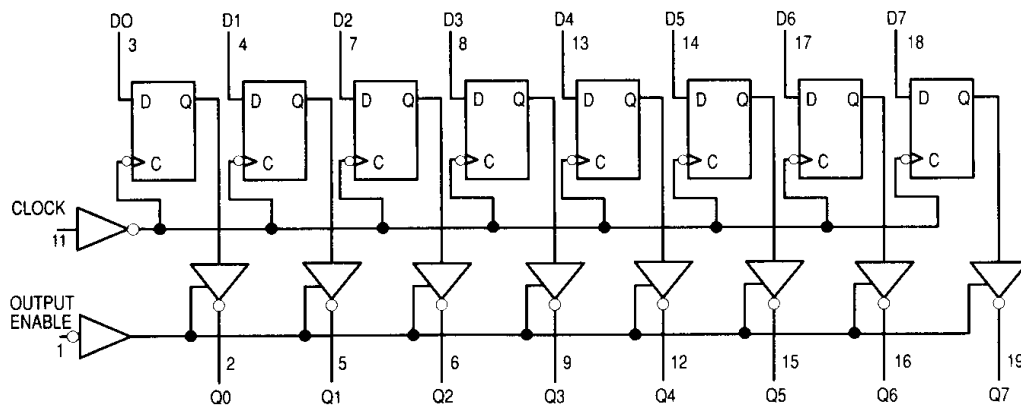 DO D1 D2 D3 D4 D5 D6 D7
3 4 7 8 13 14 17 18
D Q D Q D Q D Q D Q D Q D Q D Q
C C C C C C C C
CLOCK
11
OUTPUT
ENABLE
1
2 5 6 9 12 15 16 19
Q0 Q1 Q2 Q3 Q4 Q5 Q6 Q7